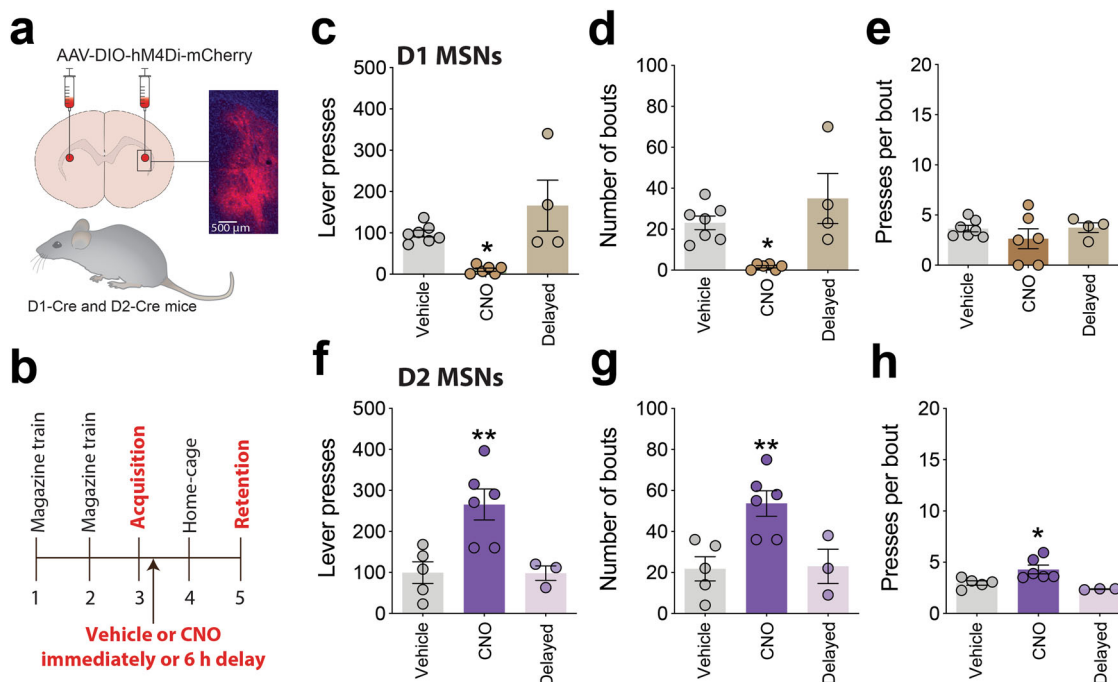 a
AAV-DIO-hM4Di-mCherry
500 µm
D1-Cre and D2-Cre mice
b
Magazine train
Magazine train
Acquisition
Home-cage
Retention
1 2 3 4 5
Vehicle or CNO
immediately or 6 h delay
c
D1 MSNs
Lever presses
500
400
300
200
100
0
*
Vehicle
CNO
Delayed
d
Number of bouts
100
80
60
40
20
0
*
Vehicle
CNO
Delayed
e
Presses per bout
20
15
10
5
0
Vehicle
CNO
Delayed
f
D2 MSNs
Lever presses
500
400
300
200
100
0
**
Vehicle
CNO
Delayed
g
Number of bouts
100
80
60
40
20
0
**
Vehicle
CNO
Delayed
h
Presses per bout
20
15
10
5
0
*
Vehicle
CNO
Delayed